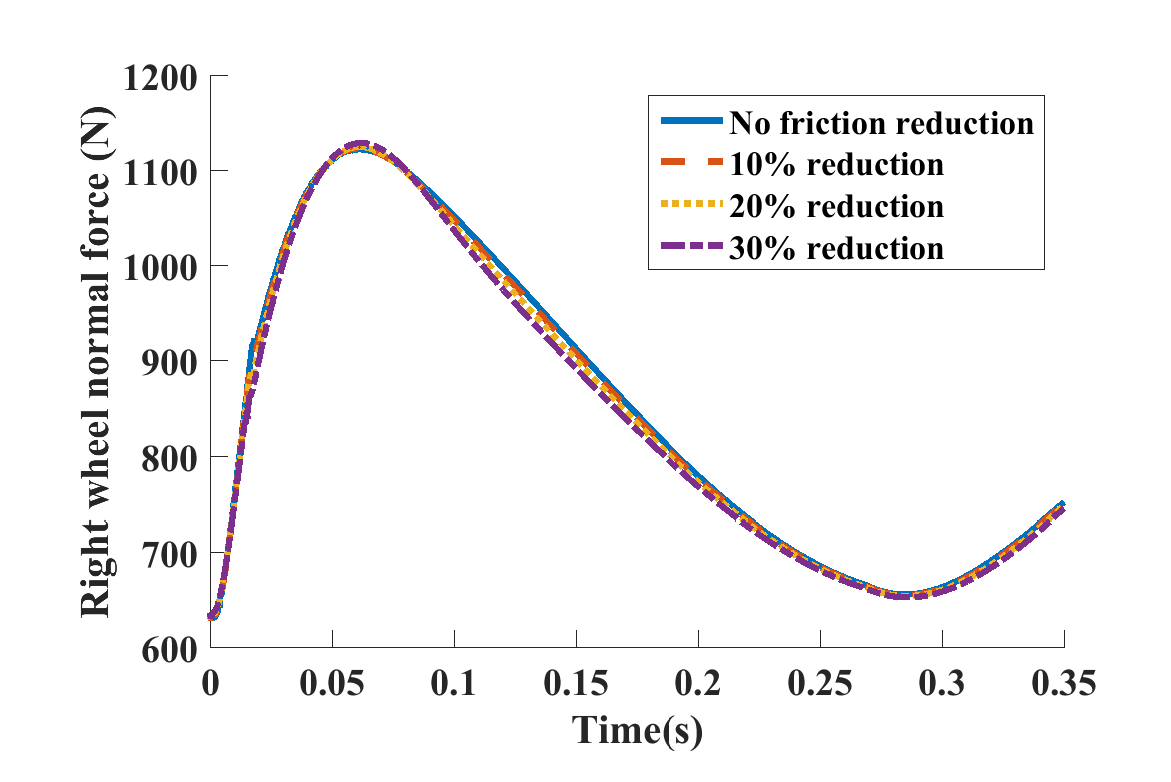 1200
1100
1000
900
800
700
600
Right wheel normal force (N)
No friction reduction
10% reduction
20% reduction
30% reduction
0 0.05 0.1 0.15 0.2 0.25 0.3 0.35
Time(s)